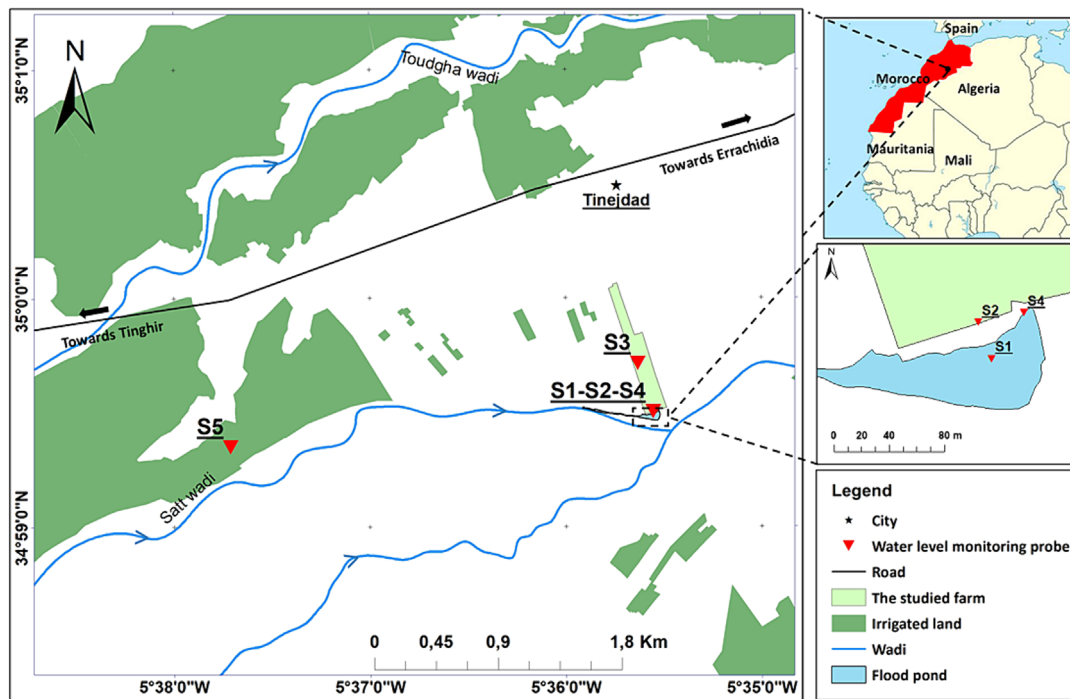 N
Toudgha wadi
Towards Errachidia
Tinejdad
Towards Tinghir
S3
S1-S2-S4
S5
Satt wadi
0 0,45 0,9 1,8 Km
35°1'0"N
35°0'0"N
34°59'0"N
5°38'0"W 5°37'0"W 5°36'0"W 5°35'0"W
Spain
Morocco
Algeria
Mauritania
Mali
N
S2
S4
S1
0 20 40 80 m
Legend
City
Water level monitoring probe
Road
The studied farm
Irrigated land
Wadi
Flood pond